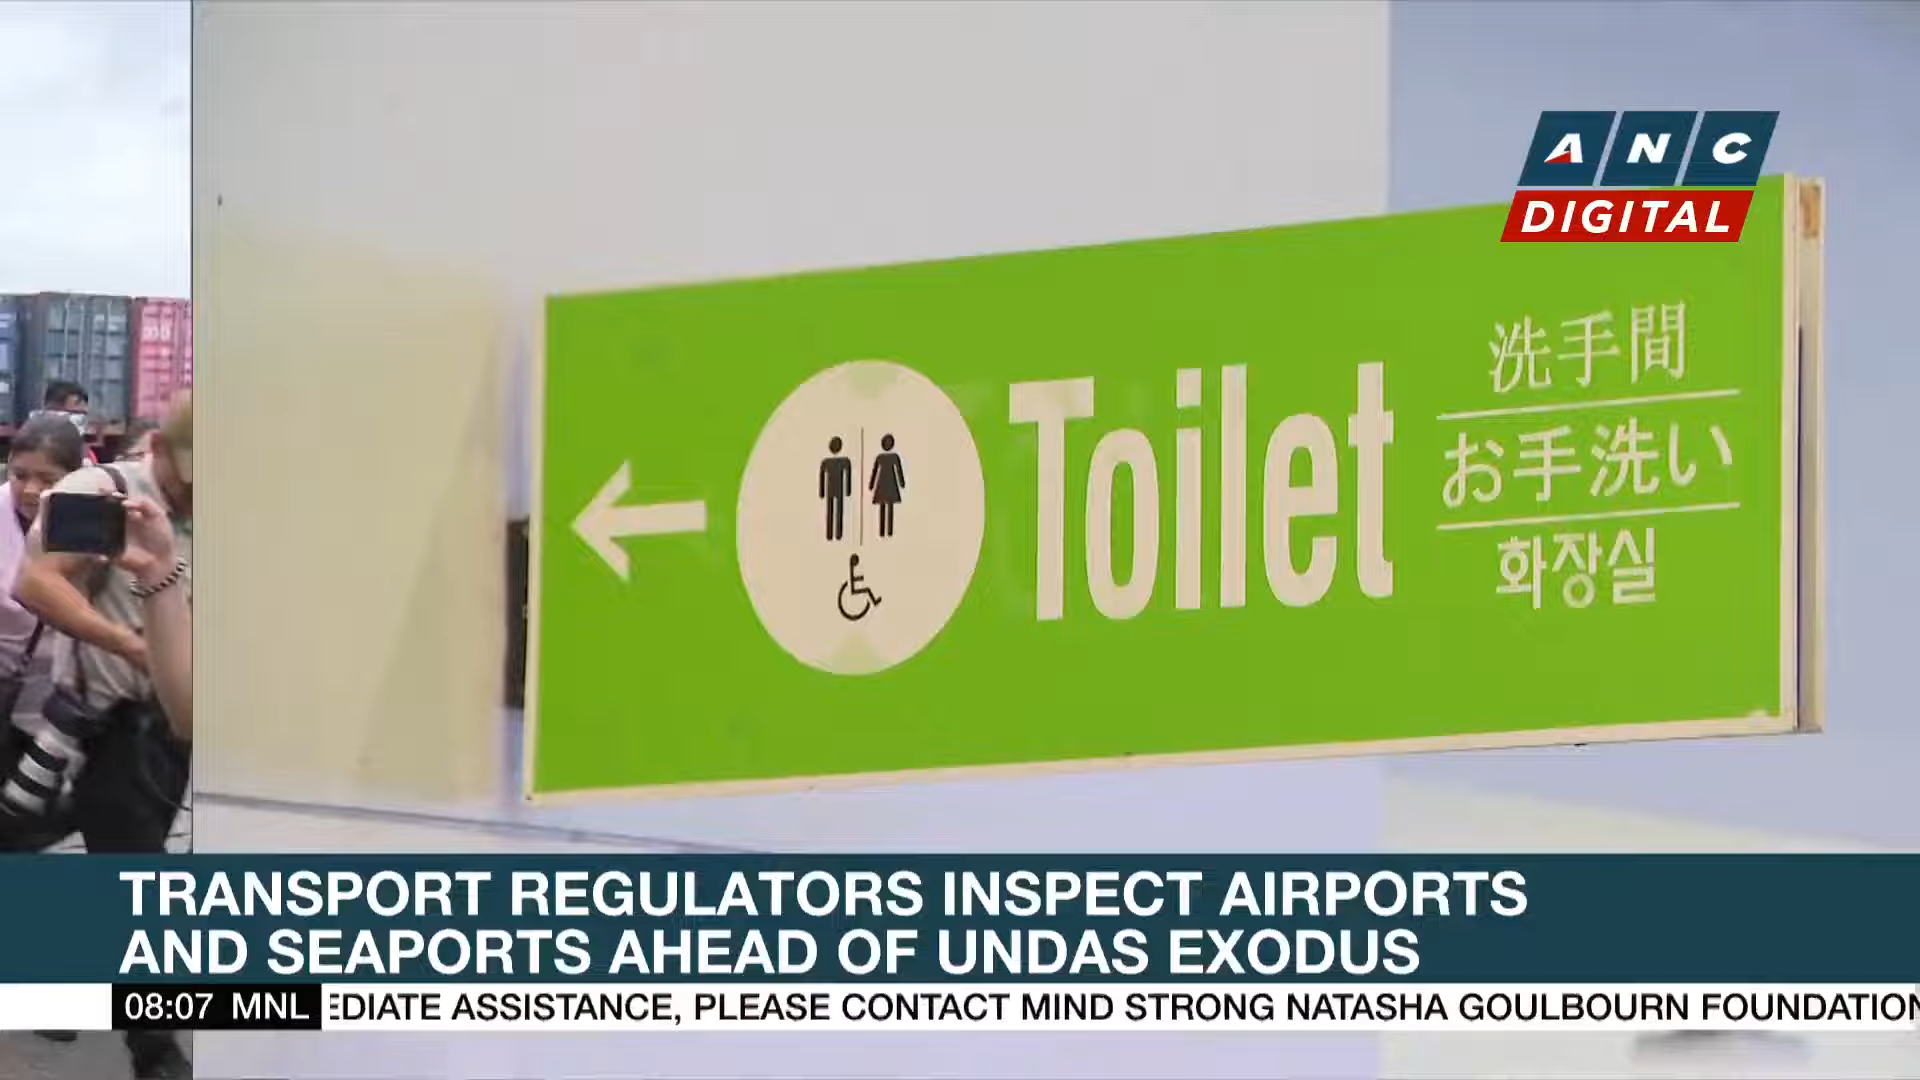 ANC
DIGITAL
Toilet
洗手間
お手洗い
화장실
TRANSPORT REGULATORS INSPECT AIRPORTS
AND SEAPORTS AHEAD OF UNDAS EXODUS
08:07 MNL
ASSISTANCE, PLEASE CONTACT MIND STRONG NATASHA GOULBOURN FOUNDATION